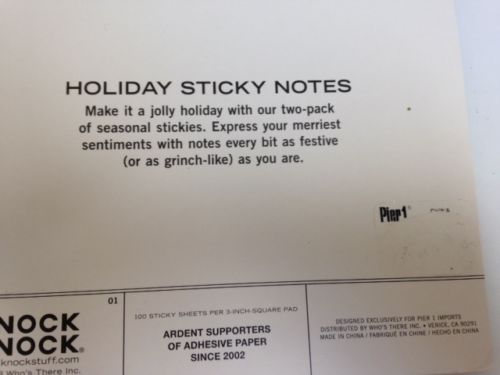 HOLIDAY STICKY NOTES
Make it a jolly holiday with our two-pack
of seasonal stickies. Express your merriest
sentiments with notes every bit as festive
(or as grinch-like) as you are.
Pier 1
01
NOCK
NOCK®
knockstuff.com
Who's There Inc.
100 STICKY SHEETS PER 3-INCH-SQUARE PAD
ARDENT SUPPORTERS
OF ADHESIVE PAPER
SINCE 2002
DESIGNED EXCLUSIVELY FOR PIER 1 IMPORTS
DISTRIBUTED BY WHO'S THERE INC. • VENICE, CA 90291
MADE IN CHINA / FABRIQUÉ EN CHINE / HECHO EN CHINA